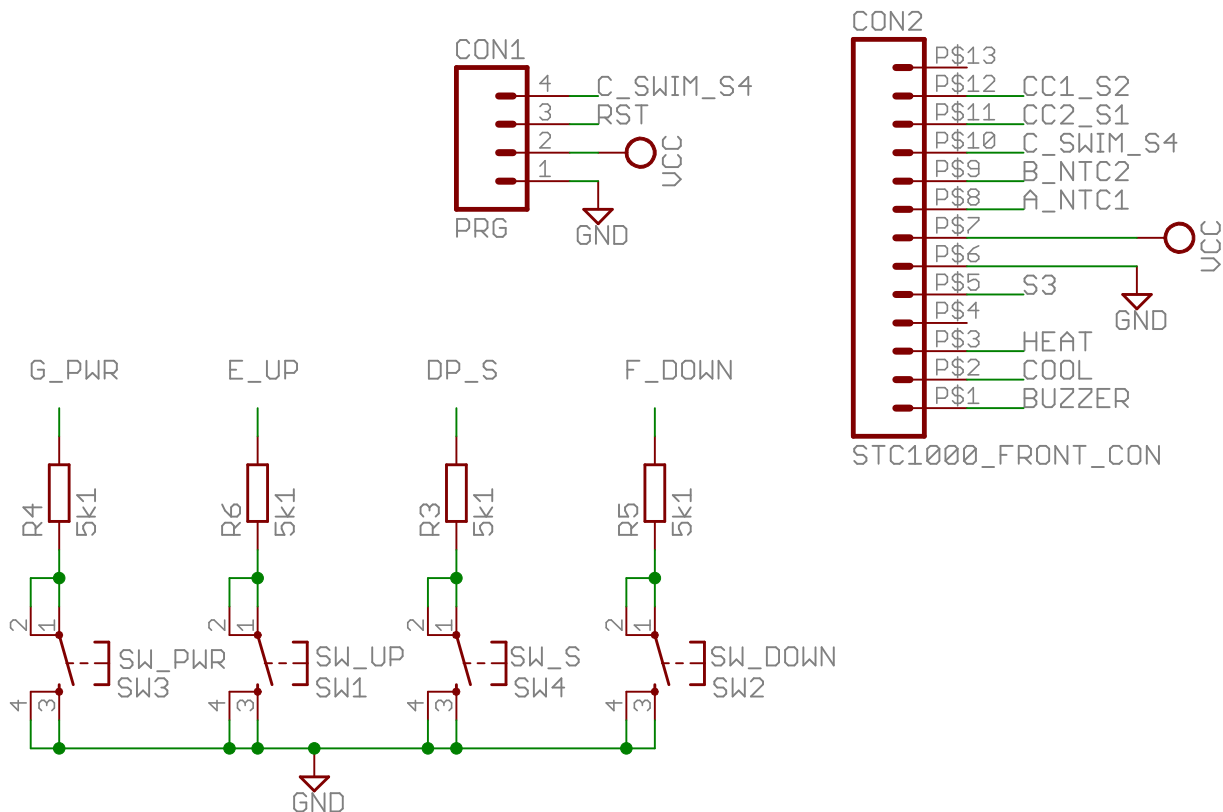 CON1
4 C_SWIM_S4
3 RST
2 VCC
1
PRG
GND
CON2
P$13
P$12 CC1_S2
P$11 CC2_S1
P$10 C_SWIM_S4
P$9 B_NTC2
P$8 A_NTC1
P$7 VCC
P$6
P$5 S3
GND
P$4
P$3 HEAT
P$2 COOL
P$1 BUZZER
STC1000_FRONT_CON
G_PWR E_UP DP_S F_DOWN
R4 5k1 R6 5k1 R3 5k1 R5 5k1
2 1 2 1 2 1 2 1
SW_PWR SW_UP SW_S SW_DOWN
SW3 SW1 SW4 SW2
4 3 4 3 4 3 4 3
GND